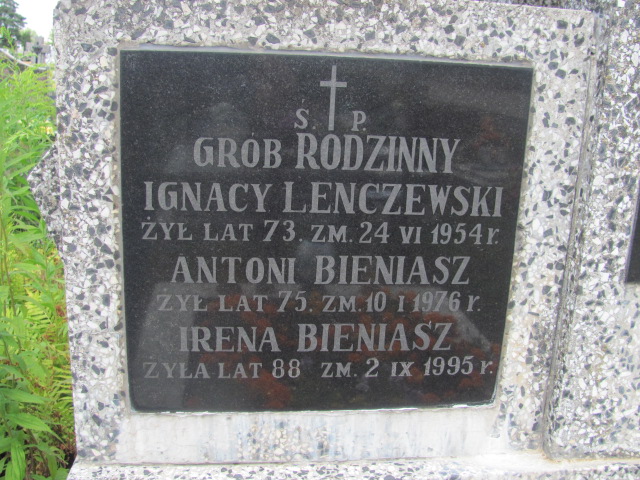 Ś. P.
GRÓB RODZINNY
IGNACY LENCZEWSKI
ŻYŁ LAT 73. ZM. 24 VI 1954 r.
ANTONI BIENIASZ
ŻYŁ LAT 75. ZM. 10 I 1976 r.
IRENA BIENIASZ
ŻYŁA LAT 88 ZM. 2 IX 1995 r.